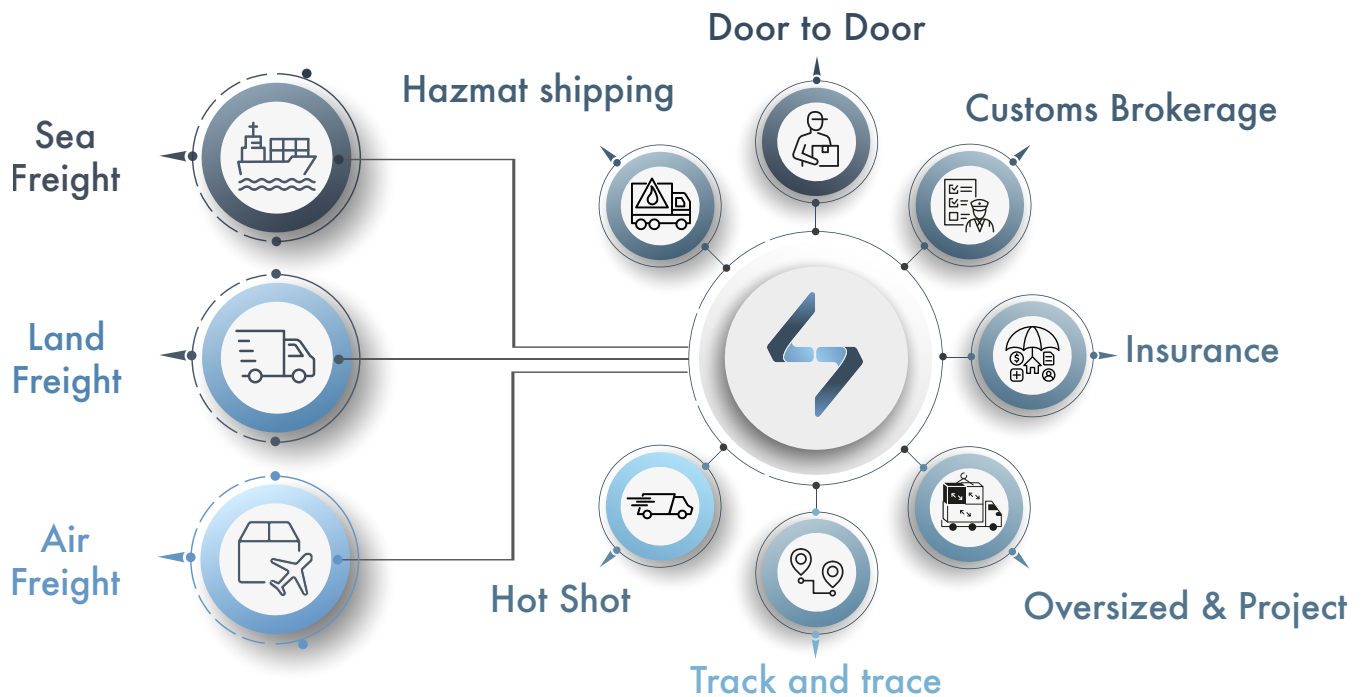 Door to Door
Hazmat shipping
Customs Brokerage
Sea
Freight
Land
Freight
Insurance
Air
Freight
Hot Shot
Oversized & Project
Track and trace